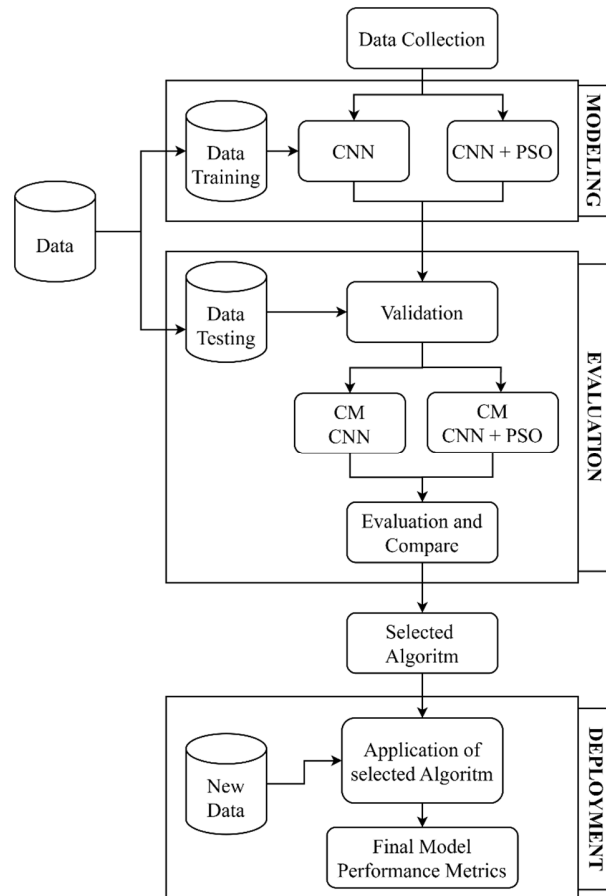 Data Collection
MODELING
Data
Training
CNN
CNN + PSO
Data
EVALUATION
Data
Testing
Validation
CM
CNN
CM
CNN + PSO
Evaluation and
Compare
Selected
Algoritm
DEPLOYMENT
New
Data
Application of
selected Algoritm
Final Model
Performance Metrics